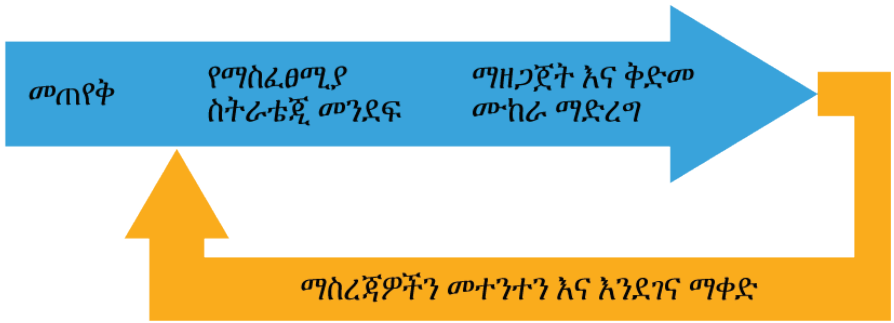 መጠየቅ
የማስፈፀሚያ
ስትራቴጂ መንደፍ
ማዘጋጀት እና ቅድመ
ሙከራ ማድረግ
ማስረጃዎችን መተንተን እና እንደገና ማቀድ